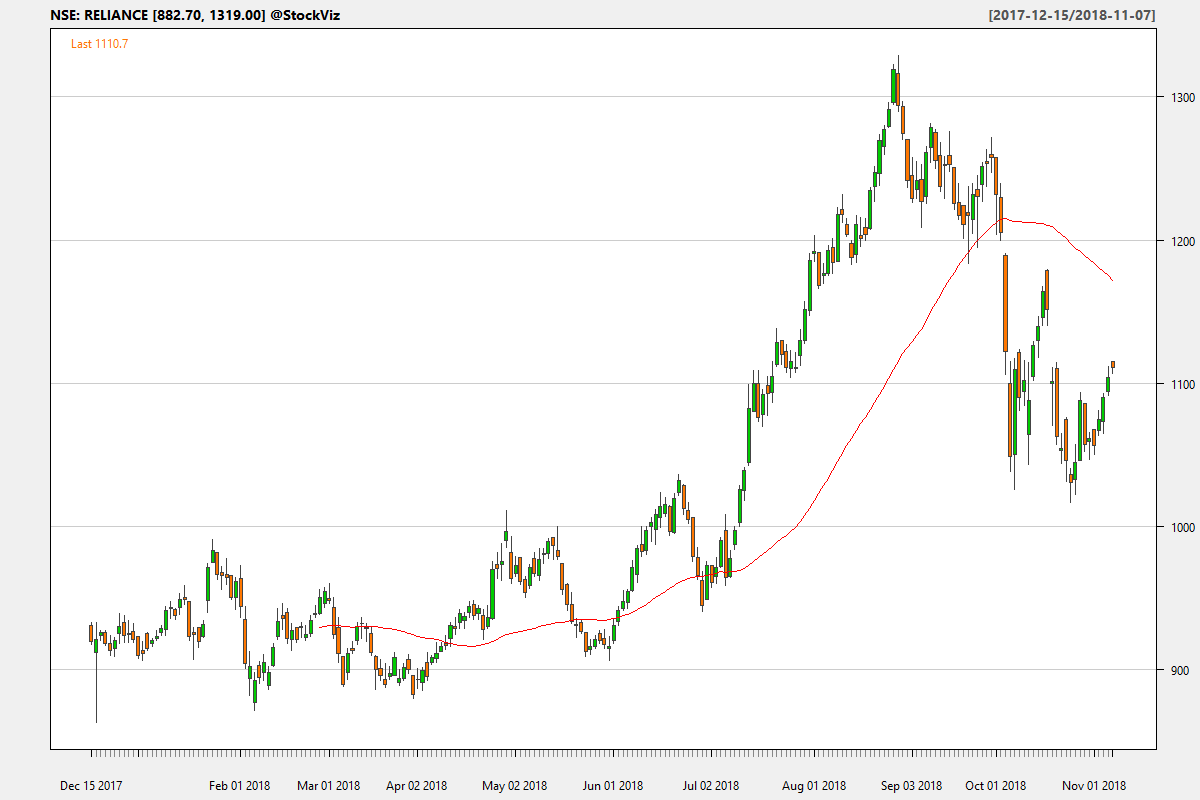 NSE: RELIANCE [882.70, 1319.00] @StockViz
[2017-12-15/2018-11-07]
Last 1110.7
1300
1200
1100
1000
900
Dec 15 2017
Feb 01 2018
Mar 01 2018
Apr 02 2018
May 02 2018
Jun 01 2018
Jul 02 2018
Aug 01 2018
Sep 03 2018
Oct 01 2018
Nov 01 2018